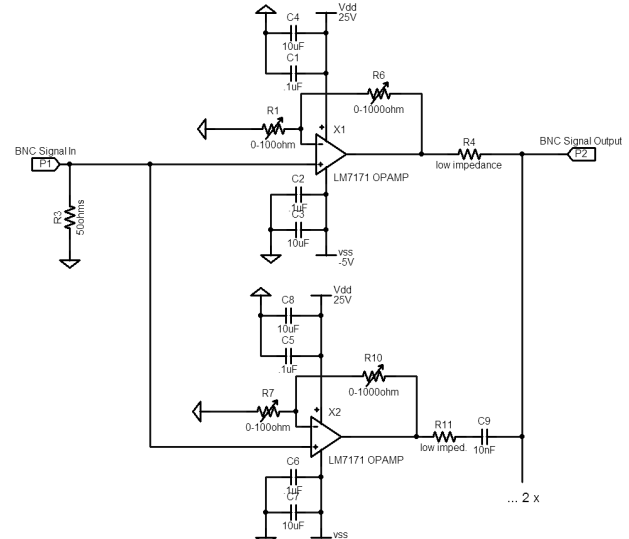 Vdd
25V
C4
10uF
C1
.1uF
R6
0-1000ohm
R1
0-100ohm
X1
BNC Signal In
P1
R4
low impedance
BNC Signal Output
P2
LM7171 OPAMP
R3
50ohms
C2
.1uF
C3
10uF
vss
-5V
Vdd
25V
C8
10uF
C5
.1uF
R10
0-1000ohm
R7
0-100ohm
X2
R11
low imped.
C9
10nF
LM7171 OPAMP
C6
.1uF
C7
10uF
vss
... 2 x